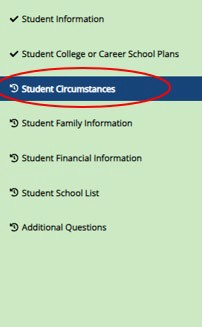 Student Information
Student College or Career School Plans
Student Circumstances
Student Family Information
Student Financial Information
Student School List
Additional Questions